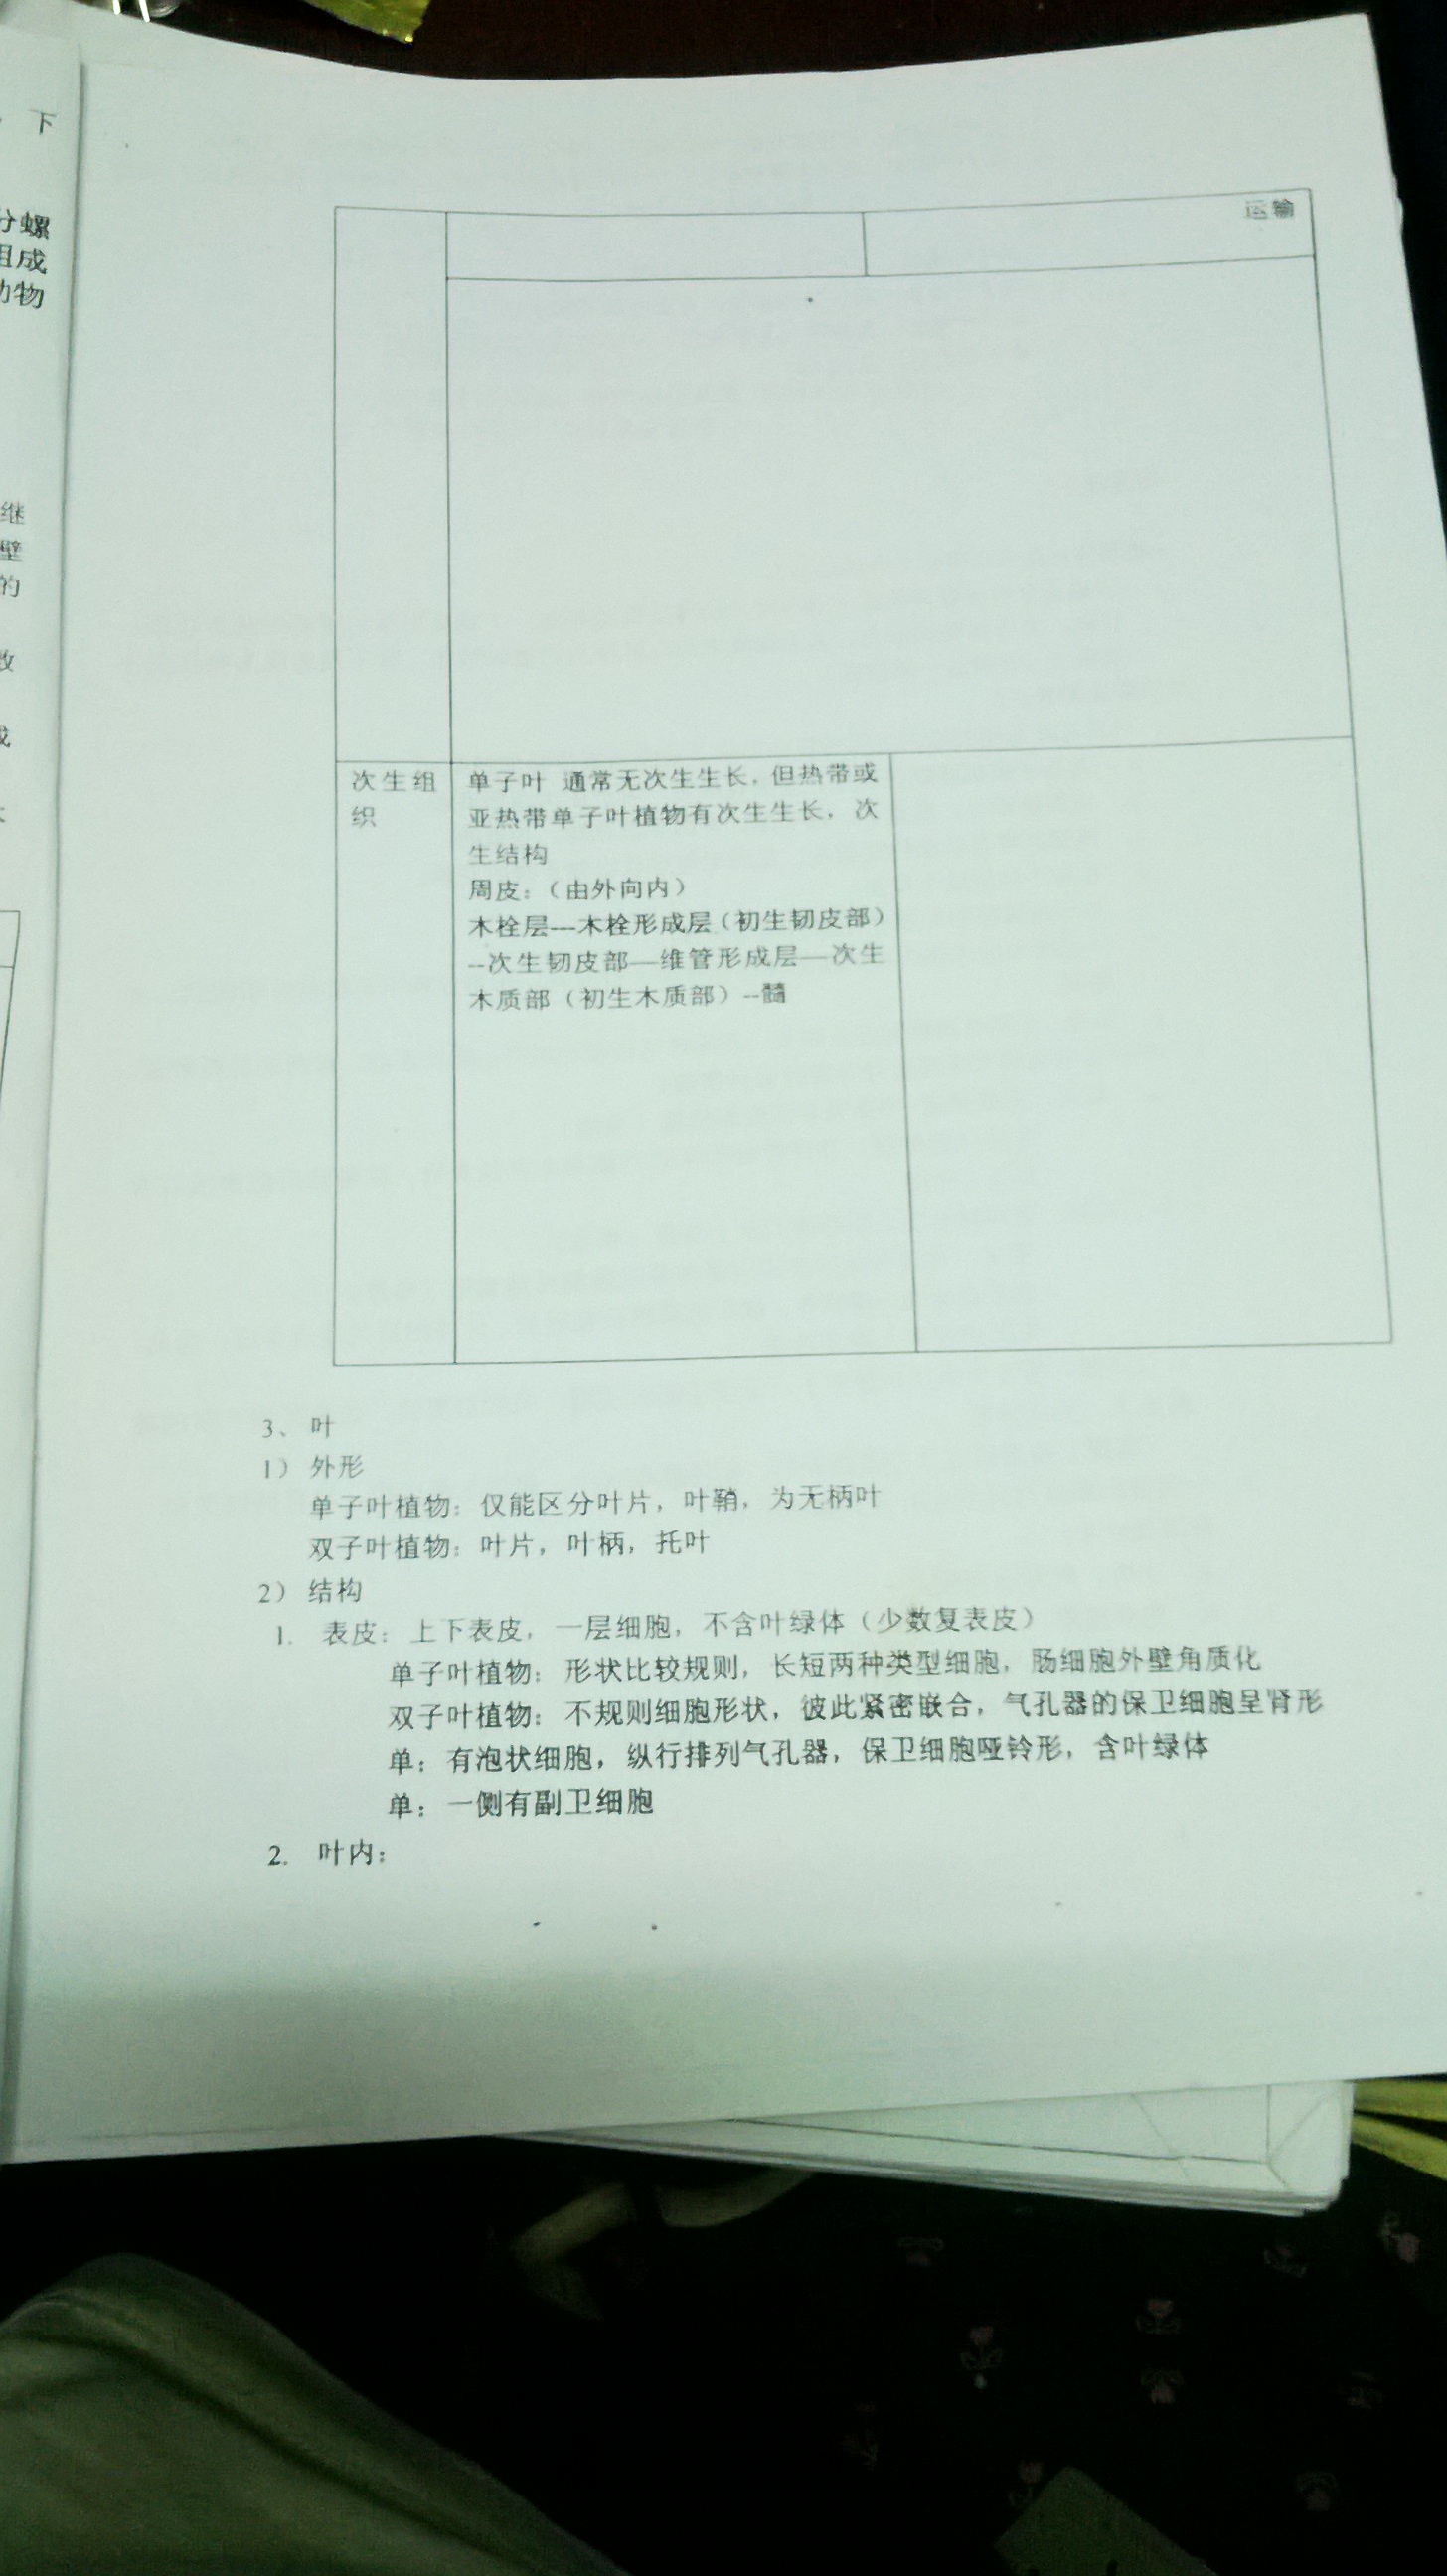 下
分螺
组成
动物
继
壁
的
数
成
运输
次生组
织
单子叶 通常无次生生长，但热带或
亚热带单子叶植物有次生生长，次
生结构
周皮：（由外向内）
木栓层---木栓形成层（初生韧皮部）
--次生韧皮部—维管形成层—次生
木质部（初生木质部）--髓
3、 叶
1） 外形
单子叶植物：仅能区分叶片，叶鞘，为无柄叶
双子叶植物：叶片，叶柄，托叶
2） 结构
1. 表皮：上下表皮，一层细胞，不含叶绿体（少数复表皮）
单子叶植物：形状比较规则，长短两种类型细胞，肠细胞外壁角质化
双子叶植物：不规则细胞形状，彼此紧密嵌合，气孔器的保卫细胞呈肾形
单：有泡状细胞，纵行排列气孔器，保卫细胞哑铃形，含叶绿体
单：一侧有副卫细胞
2. 叶内：